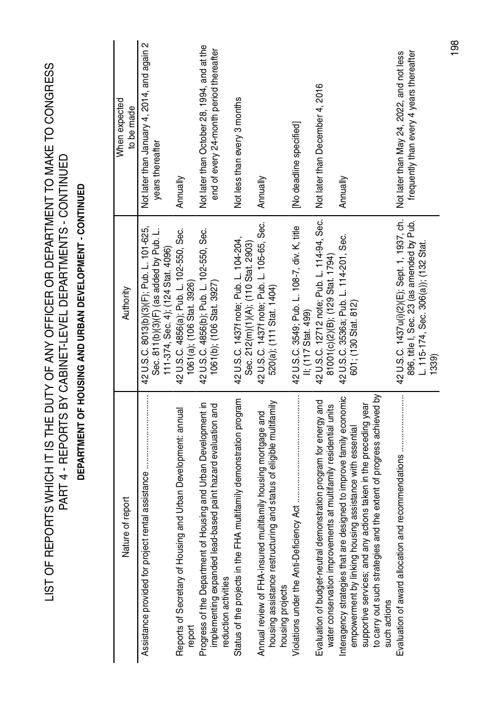 LIST OF REPORTS WHICH IT IS THE DUTY OF ANY OFFICER OR DEPARTMENT TO MAKE TO CONGRESS
PART 4 - REPORTS BY CABINET-LEVEL DEPARTMENTS - CONTINUED
DEPARTMENT OF HOUSING AND URBAN DEVELOPMENT - CONTINUED
Nature of report
Authority
When expected
to be made
Assistance provided for project rental assistance
42 U.S.C. 8013(b)(3)(F); Pub. L. 101-625,
Sec. 811(b)(3)(F) (as added by Pub. L.
111-374, Sec. 4); (124 Stat. 4096)
Not later than January 4, 2014, and again 2
years thereafter
Reports of Secretary of Housing and Urban Development: annual
report
42 U.S.C. 4856(a); Pub. L. 102-550, Sec.
1061(a); (106 Stat. 3926)
Annually
Progress of the Department of Housing and Urban Development in
implementing expanded lead-based paint hazard evaluation and
reduction activities
42 U.S.C. 4856(b); Pub. L. 102-550, Sec.
1061(b); (106 Stat. 3927)
Not later than October 28, 1994, and at the
end of every 24-month period thereafter
Status of the projects in the FHA multifamily demonstration program
42 U.S.C. 1437f note; Pub. L. 104-204,
Sec. 212(m)(1)(A); (110 Stat. 2903)
Not less than every 3 months
Annual review of FHA-insured multifamily housing mortgage and
housing assistance restructuring and status of eligible multifamily
housing projects
42 U.S.C. 1437f note; Pub. L. 105-65, Sec.
520(a); (111 Stat. 1404)
Annually
Violations under the Anti-Deficiency Act
42 U.S.C. 3549; Pub. L. 108-7, div. K, title
II; (117 Stat. 499)
[No deadline specified]
Evaluation of budget-neutral demonstration program for energy and
water conservation improvements at multifamily residential units
42 U.S.C. 12712 note; Pub. L. 114-94, Sec.
81001(c)(2)(B); (129 Stat. 1794)
Not later than December 4, 2016
Interagency strategies that are designed to improve family economic
empowerment by linking housing assistance with essential
supportive services; and any actions taken in the preceding year
to carry out such strategies and the extent of progress achieved by
such actions
42 U.S.C. 3536a; Pub. L. 114-201, Sec.
601; (130 Stat. 812)
Annually
Evaluation of award allocation and recommendations
42 U.S.C. 1437u(i)(2)(E); Sept. 1, 1937, ch.
896, title I, Sec. 23 (as amended by Pub.
L. 115-174, Sec. 306(a)); (132 Stat.
1339)
Not later than May 24, 2022, and not less
frequently than every 4 years thereafter
198